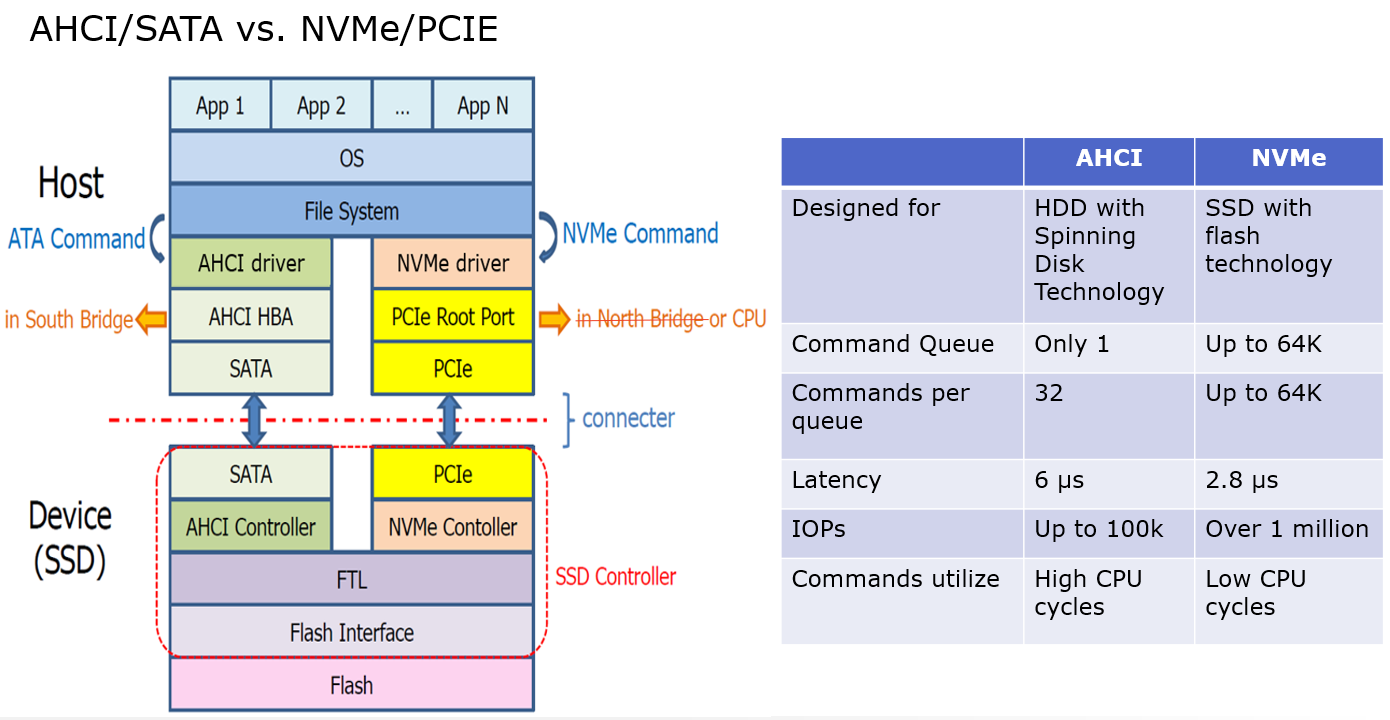 AHCI/SATA vs. NVMe/PCIE
App 1 App 2 ... App N
OS
Host
File System
ATA Command
NVMe Command
AHCI driver NVMe driver
in South Bridge
AHCI HBA PCIe Root Port
in North Bridge or CPU
SATA PCIe
connecter
SATA PCIe
Device
(SSD)
AHCI Controller NVMe Contoller
FTL
SSD Controller
Flash Interface
Flash
AHCI NVMe
Designed for
HDD with
Spinning
Disk
Technology
SSD with
flash
technology
Command Queue Only 1 Up to 64K
Commands per
queue
32
Up to 64K
Latency 6 µs 2.8 µs
IOPs Up to 100k Over 1 million
Commands utilize
High CPU
cycles
Low CPU
cycles